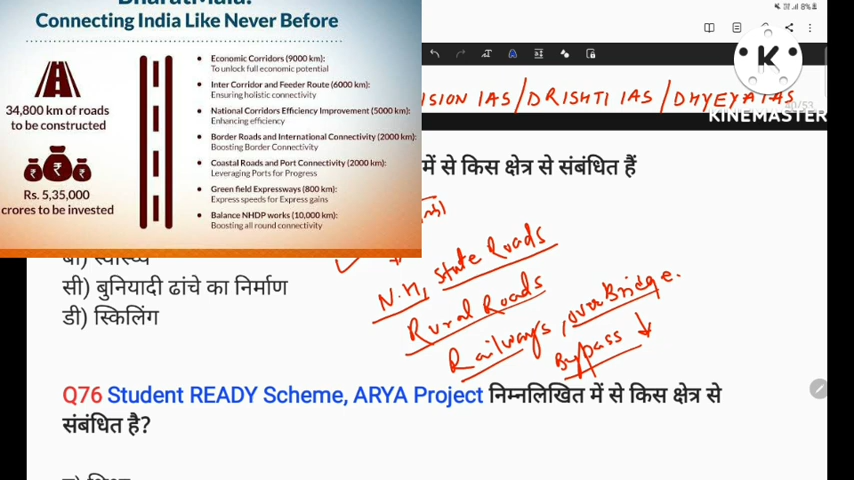 BharatMala:
Connecting India Like Never Before
34,800 km of roads
to be constructed
Rs. 5,35,000
crores to be invested
Economic Corridors (9000 km):
To unlock full economic potential
Inter Corridor and Feeder Route (6000 km):
Ensuring holistic connectivity
National Corridors Efficiency Improvement (5000 km):
Enhancing efficiency
Border Roads and International Connectivity (2000 km):
Boosting Border Connectivity
Coastal Roads and Port Connectivity (2000 km):
Leveraging Ports for Progress
Green field Expressways (800 km):
Express speeds for Express gains
Balance NHDP works (10,000 km):
Boosting all round connectivity
8%
K
KINEMASTER
ISION IAS/DRISHTI IAS/DHYEYA IAS
/53
में से किस क्षेत्र से संबंधित हैं
N.H, State Roads
Rural Roads
Railways, overBridge.
Bypass ↓
बी) स्वास्थ्य
सी) बुनियादी ढांचे का निर्माण
डी) स्किलिंग
Q76 Student READY Scheme, ARYA Project निम्नलिखित में से किस क्षेत्र से
संबंधित है?